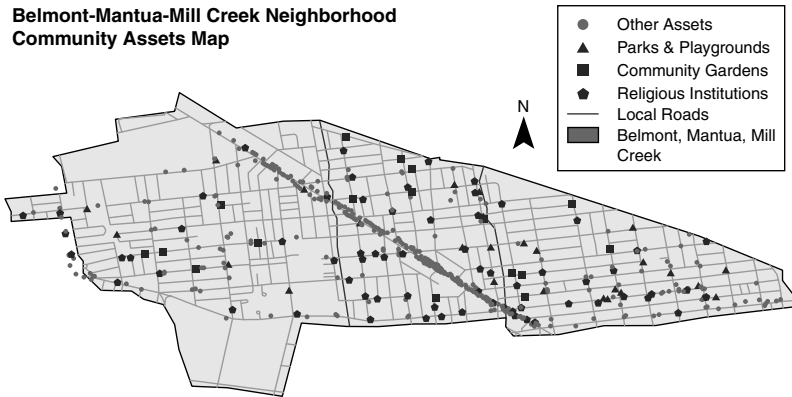 Belmont-Mantua-Mill Creek Neighborhood
Community Assets Map
Other Assets
Parks & Playgrounds
Community Gardens
Religious Institutions
Local Roads
Belmont, Mantua, Mill
Creek
N